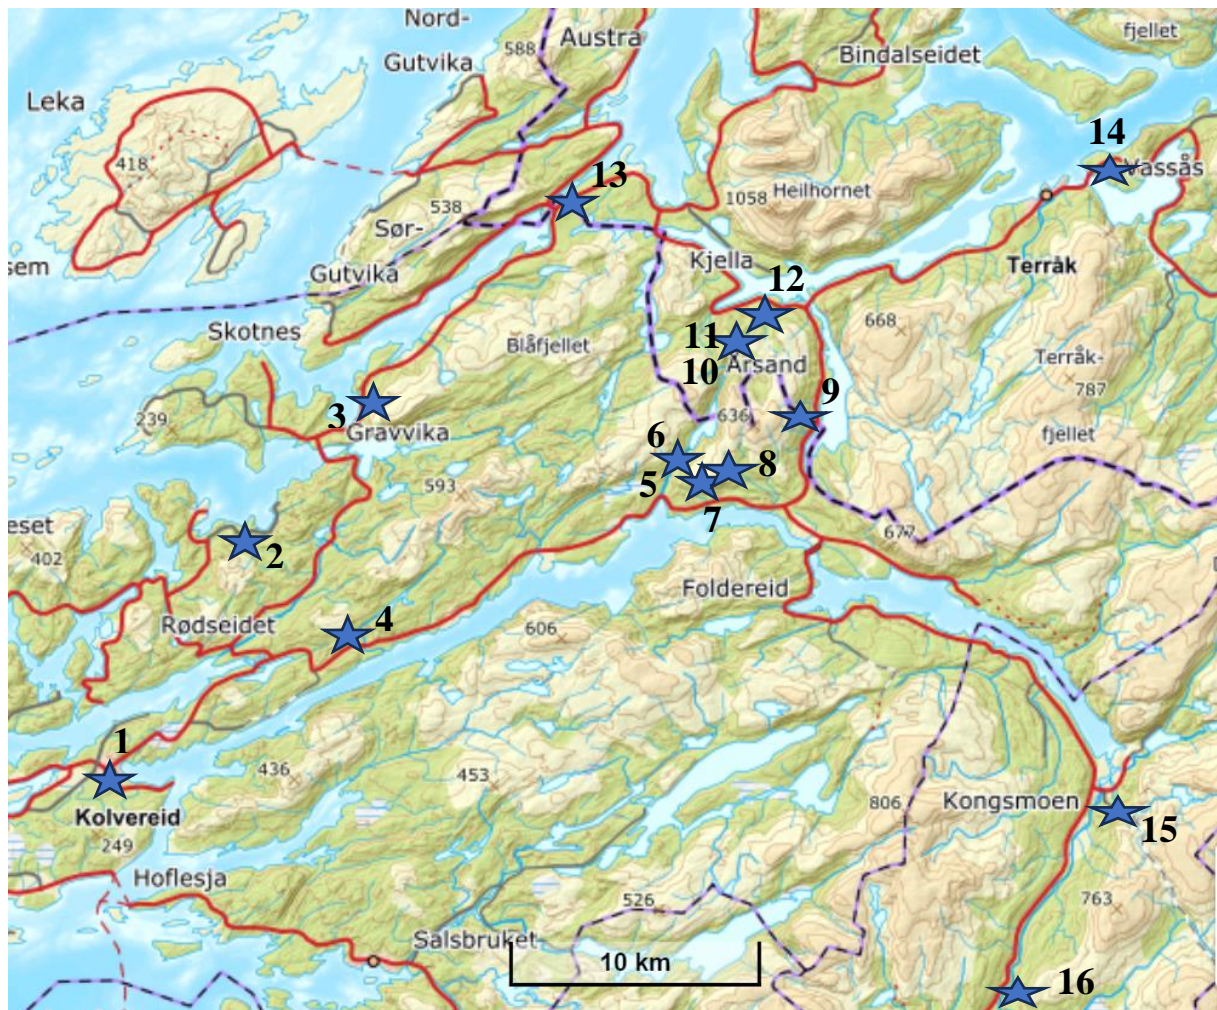 Nord-
Gutvika
588
Austra
Bindalseidet
fjellet
Leka
418
13
14
Vassås
1058
Heilhornet
538
Sør-
Gutvika
sem
Kjella
Terråk
12
Skotnes
Blåfjellet
11
10
Årsand
668
Terråk-
787
fjellet
239
3
Gravvika
9
636
6
5
8
7
593
eset
402
2
677
Foldereid
Rødseidet
4
606
1
Kolvereid
249
436
453
806
Kongsmoen
15
Hoflesja
526
763
Salsbruket
10 km
16